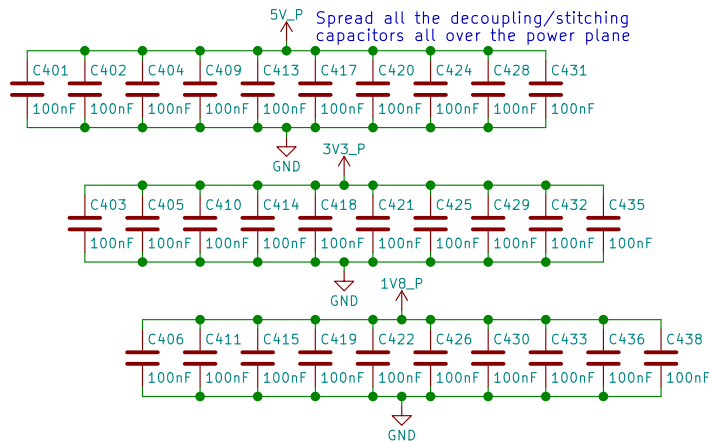 5V_P Spread all the decoupling/stitching
capacitors all over the power plane
C401 C402 C404 C409 C413 C417 C420 C424 C428 C431
100nF 100nF 100nF 100nF 100nF 100nF 100nF 100nF 100nF 100nF
GND
3V3_P
C403 C405 C410 C414 C418 C421 C425 C429 C432 C435
100nF 100nF 100nF 100nF 100nF 100nF 100nF 100nF 100nF 100nF
GND
1V8_P
C406 C411 C415 C419 C422 C426 C430 C433 C436 C438
100nF 100nF 100nF 100nF 100nF 100nF 100nF 100nF 100nF 100nF
GND